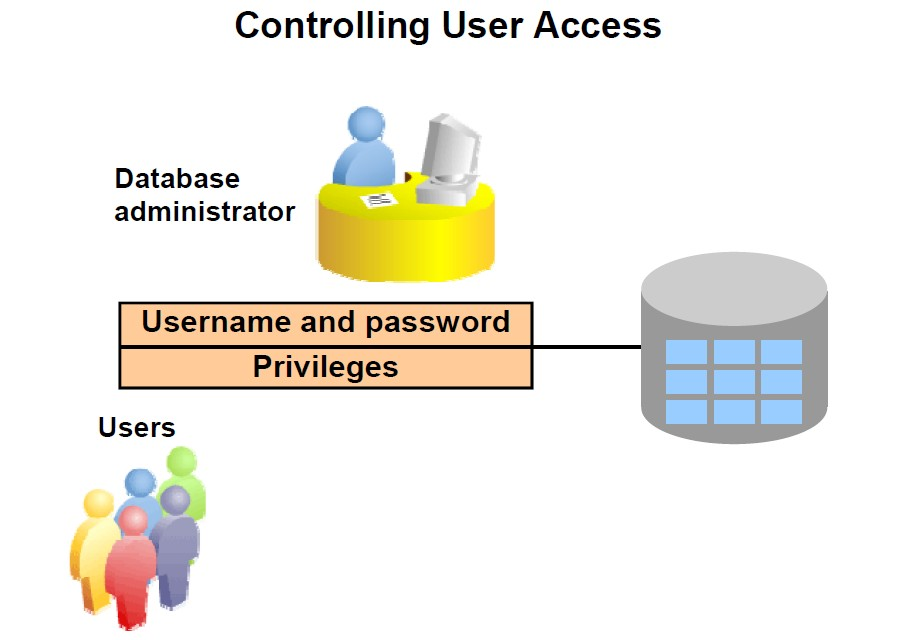 Controlling User Access
Database
administrator
Username and password
Privileges
Users